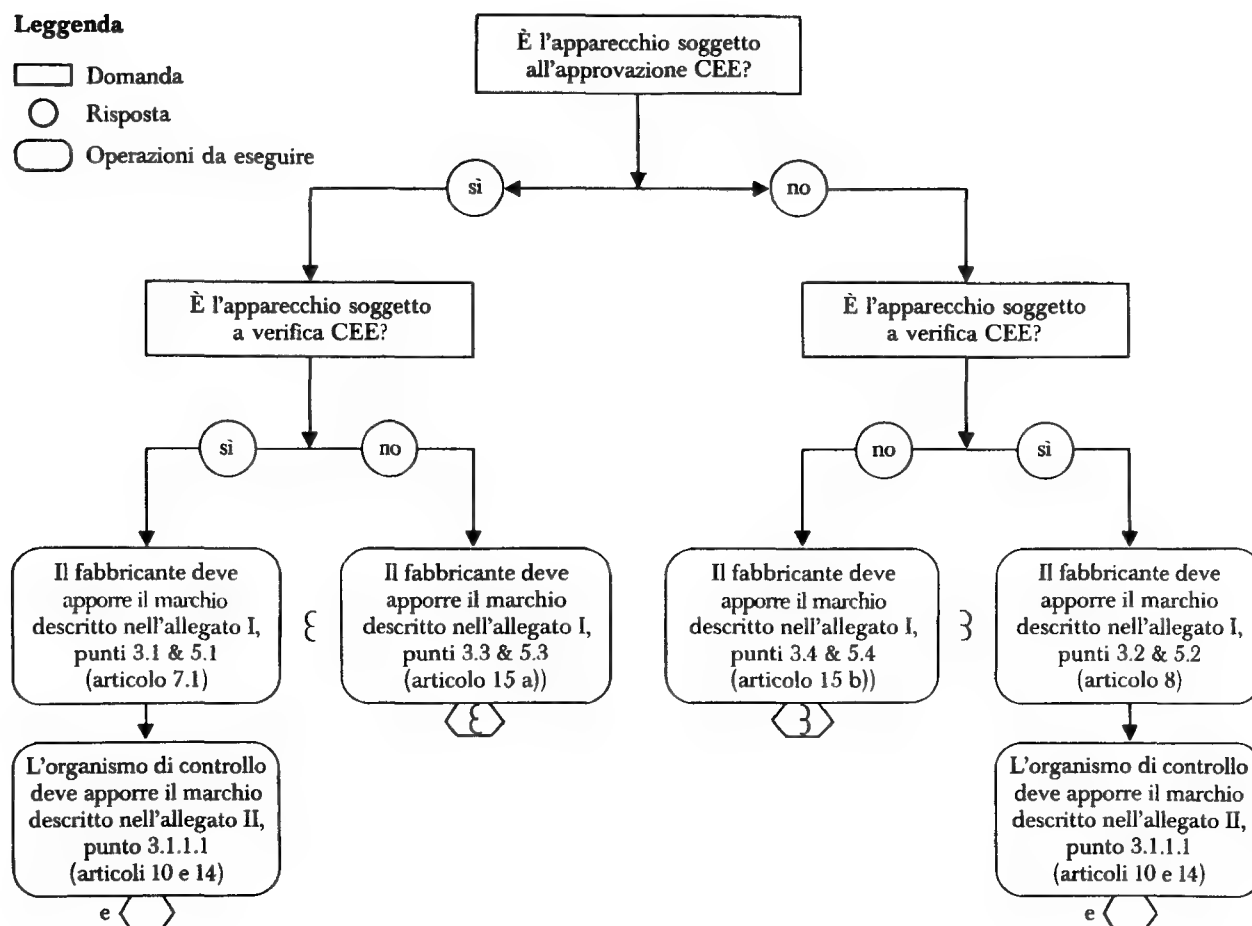 Leggenda
Domanda
Risposta
Operazioni da eseguire
È l'apparecchio soggetto
all'approvazione CEE?
sì
no
È l'apparecchio soggetto
a verifica CEE?
È l'apparecchio soggetto
a verifica CEE?
sì
no
no
sì
Il fabbricante deve
apporre il marchio
descritto nell'allegato I,
punti 3.1 & 5.1
(articolo 7.1)
Il fabbricante deve
apporre il marchio
descritto nell'allegato I,
punti 3.3 & 5.3
(articolo 15 a))
Il fabbricante deve
apporre il marchio
descritto nell'allegato I,
punti 3.4 & 5.4
(articolo 15 b))
Il fabbricante deve
apporre il marchio
descritto nell'allegato I,
punti 3.2 & 5.2
(articolo 8)
L'organismo di controllo
deve apporre il marchio
descritto nell'allegato II,
punto 3.1.1.1
(articoli 10 e 14)
e
L'organismo di controllo
deve apporre il marchio
descritto nell'allegato II,
punto 3.1.1.1
(articoli 10 e 14)
e